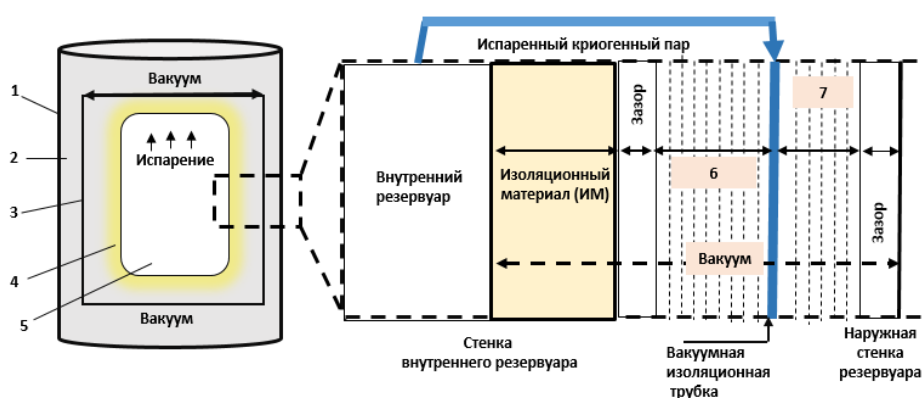 1
2
3
4
5
Вакуум
Испарение
Вакуум
Испаренный криогенный пар
Внутренний
резервуар
Изоляционный
материал (ИМ)
Зазор
6
7
Зазор
Вакуум
Стенка
внутреннего резервуара
Вакуумная
изоляционная
трубка
Наружная
стенка
резервуара